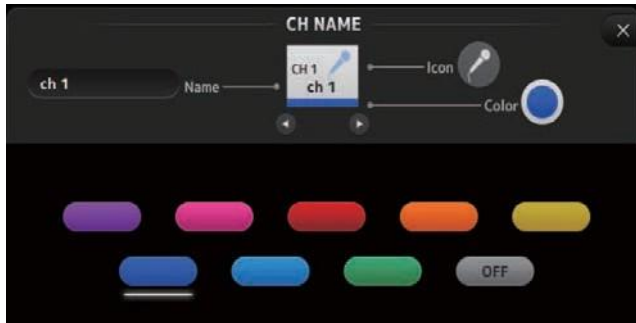 CH NAME
CH 1
Icon
ch 1
Name
ch 1
Color
OFF